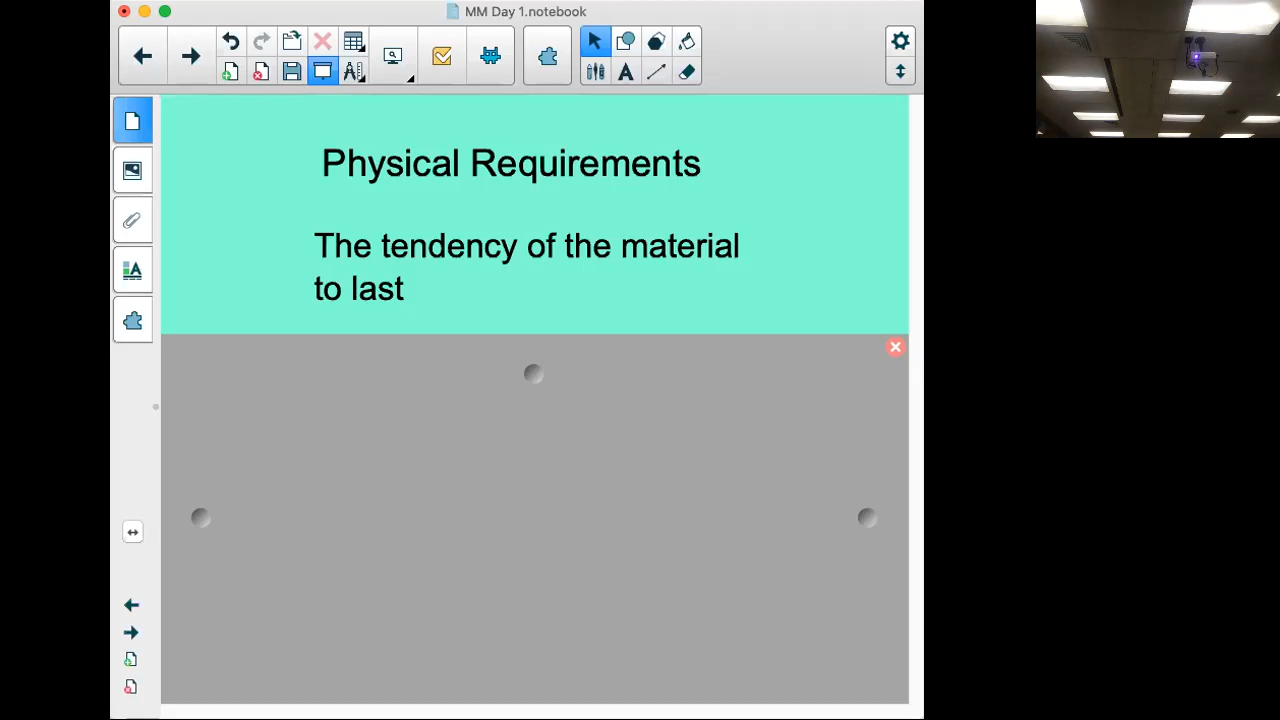 MM Day 1.notebook
Physical Requirements
The tendency of the material
to last